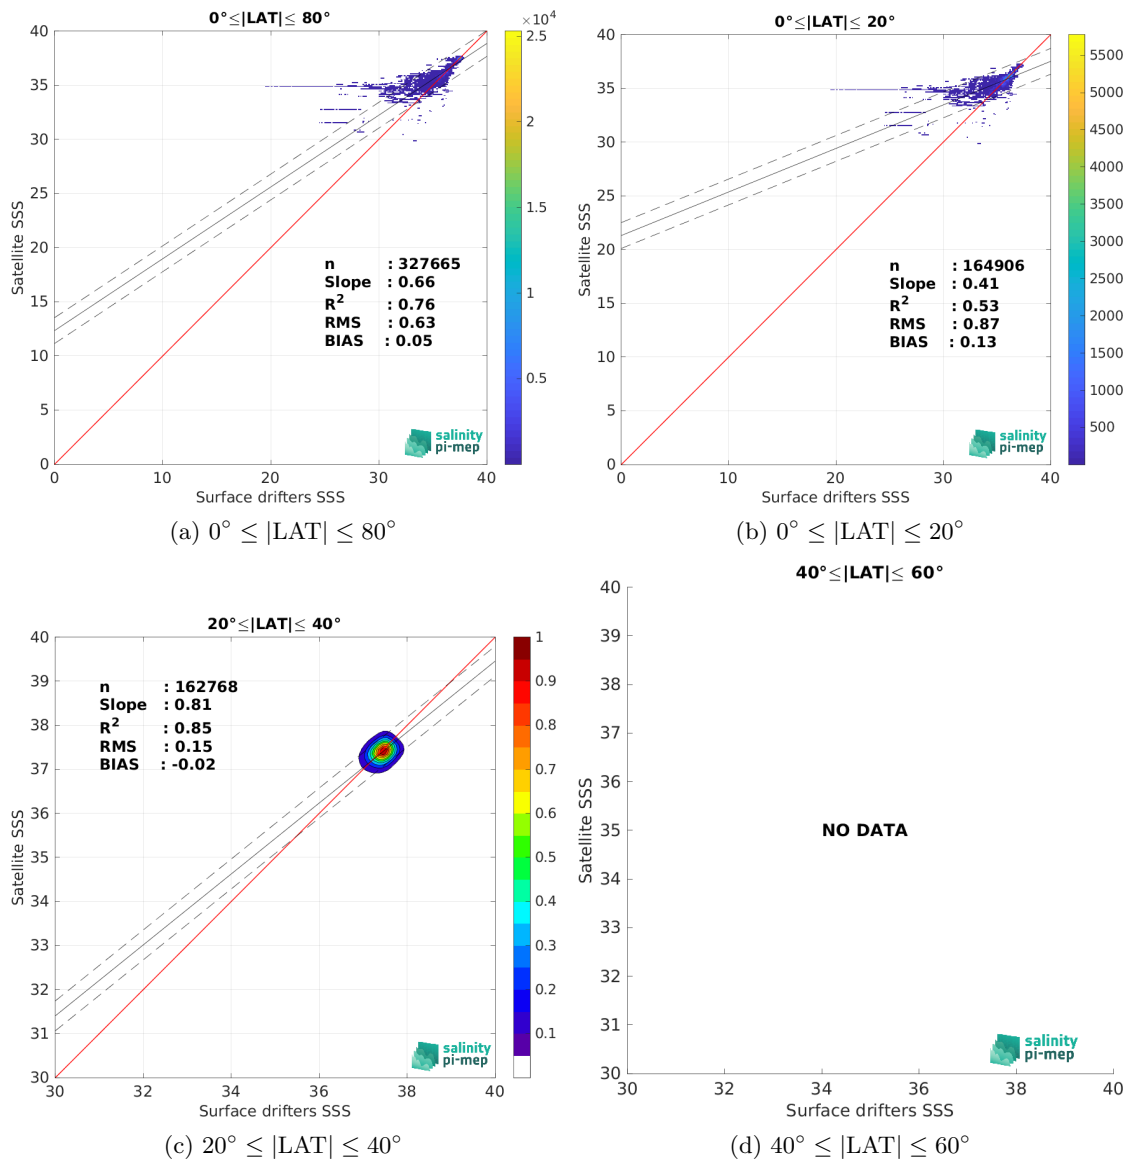 0°≤|LAT|≤ 80°
×10⁴
40
35
30
25
20
15
10
5
0
0
10
20
30
40
2.5
2
1.5
1
0.5
Satellite SSS
Surface drifters SSS
n : 327665
Slope : 0.66
R² : 0.76
RMS : 0.63
BIAS : 0.05
salinity
pi-mep
(a) 0° ≤ |LAT| ≤ 80°
0°≤|LAT|≤ 20°
40
35
30
25
20
15
10
5
0
0
10
20
30
40
5500
5000
4500
4000
3500
3000
2500
2000
1500
1000
500
Satellite SSS
Surface drifters SSS
n : 164906
Slope : 0.41
R² : 0.53
RMS : 0.87
BIAS : 0.13
salinity
pi-mep
(b) 0° ≤ |LAT| ≤ 20°
20°≤|LAT|≤ 40°
40
39
38
37
36
35
34
33
32
31
30
30
32
34
36
38
40
1
0.9
0.8
0.7
0.6
0.5
0.4
0.3
0.2
0.1
Satellite SSS
Surface drifters SSS
n : 162768
Slope : 0.81
R² : 0.85
RMS : 0.15
BIAS : -0.02
salinity
pi-mep
(c) 20° ≤ |LAT| ≤ 40°
40°≤|LAT|≤ 60°
40
39
38
37
36
35
34
33
32
31
30
30
32
34
36
38
40
Satellite SSS
Surface drifters SSS
NO DATA
salinity
pi-mep
(d) 40° ≤ |LAT| ≤ 60°